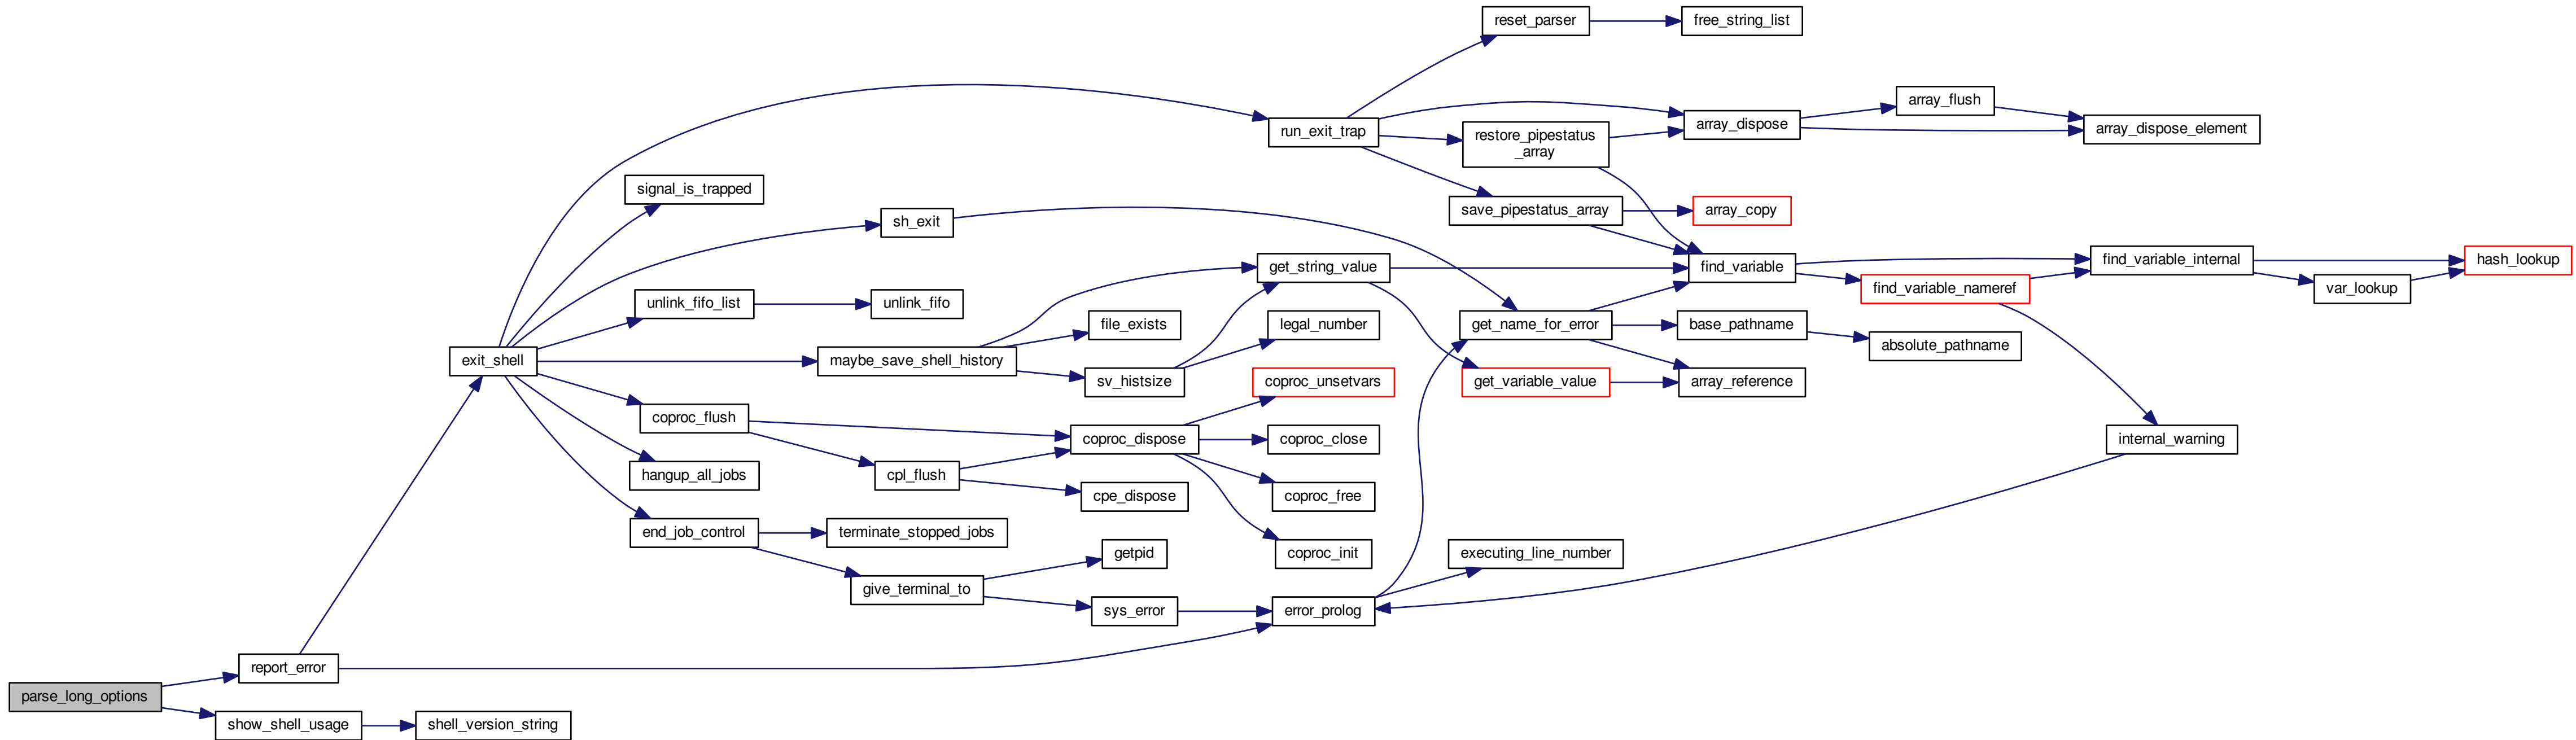 reset_parser
free_string_list
array_flush
run_exit_trap
array_dispose
array_dispose_element
restore_pipestatus
_array
signal_is_trapped
save_pipestatus_array
array_copy
sh_exit
get_string_value
find_variable
find_variable_internal
hash_lookup
find_variable_nameref
var_lookup
unlink_fifo_list
unlink_fifo
file_exists
legal_number
get_name_for_error
base_pathname
absolute_pathname
exit_shell
maybe_save_shell_history
sv_histsize
coproc_unsetvars
get_variable_value
array_reference
coproc_flush
coproc_dispose
coproc_close
internal_warning
hangup_all_jobs
cpl_flush
cpe_dispose
coproc_free
end_job_control
terminate_stopped_jobs
getpid
coproc_init
executing_line_number
give_terminal_to
sys_error
error_prolog
report_error
parse_long_options
show_shell_usage
shell_version_string